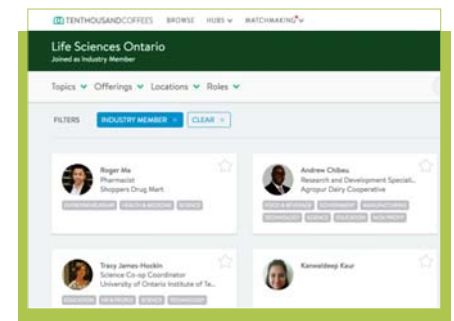 TENTHOUSANDCOFFEES BROWSE HUBS MATCHMAKING
Life Sciences Ontario
Joined as Industry Member
Topics Offerings Locations Roles
FILTERS INDUSTRY MEMBER × CLEAR ×
Roger Ma
Pharmacist
Shoppers Drug Mart
ENTREPRENEURSHIP HEALTH & MEDICINE SCIENCE
Andrew Chibeu
Research and Development Speciali...
Agropur Dairy Cooperative
FOOD & BEVERAGE GOVERNMENT MANUFACTURING
TECHNOLOGY SCIENCE EDUCATION NON PROFIT
Tracy James-Hockin
Science Co-op Coordinator
University of Ontario Institute of Te...
EDUCATION HR & PEOPLE SCIENCE TECHNOLOGY
Kanwaldeep Kaur